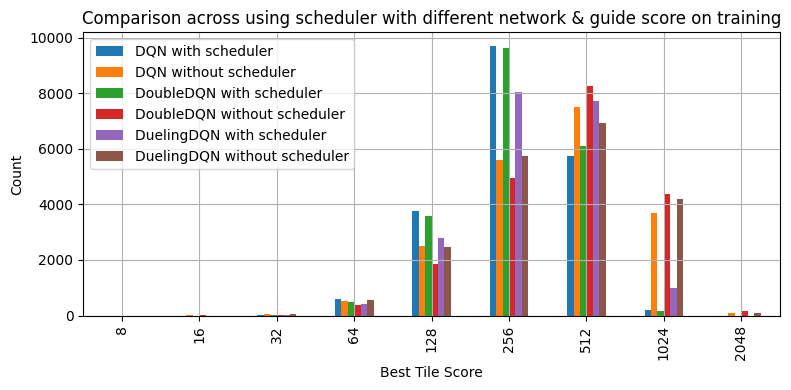 Comparison across using scheduler with different network & guide score on training
10000
8000
6000
4000
2000
0
Count
DQN with scheduler
DQN without scheduler
DoubleDQN with scheduler
DoubleDQN without scheduler
DuelingDQN with scheduler
DuelingDQN without scheduler
8
16
32
64
128
256
512
1024
2048
Best Tile Score